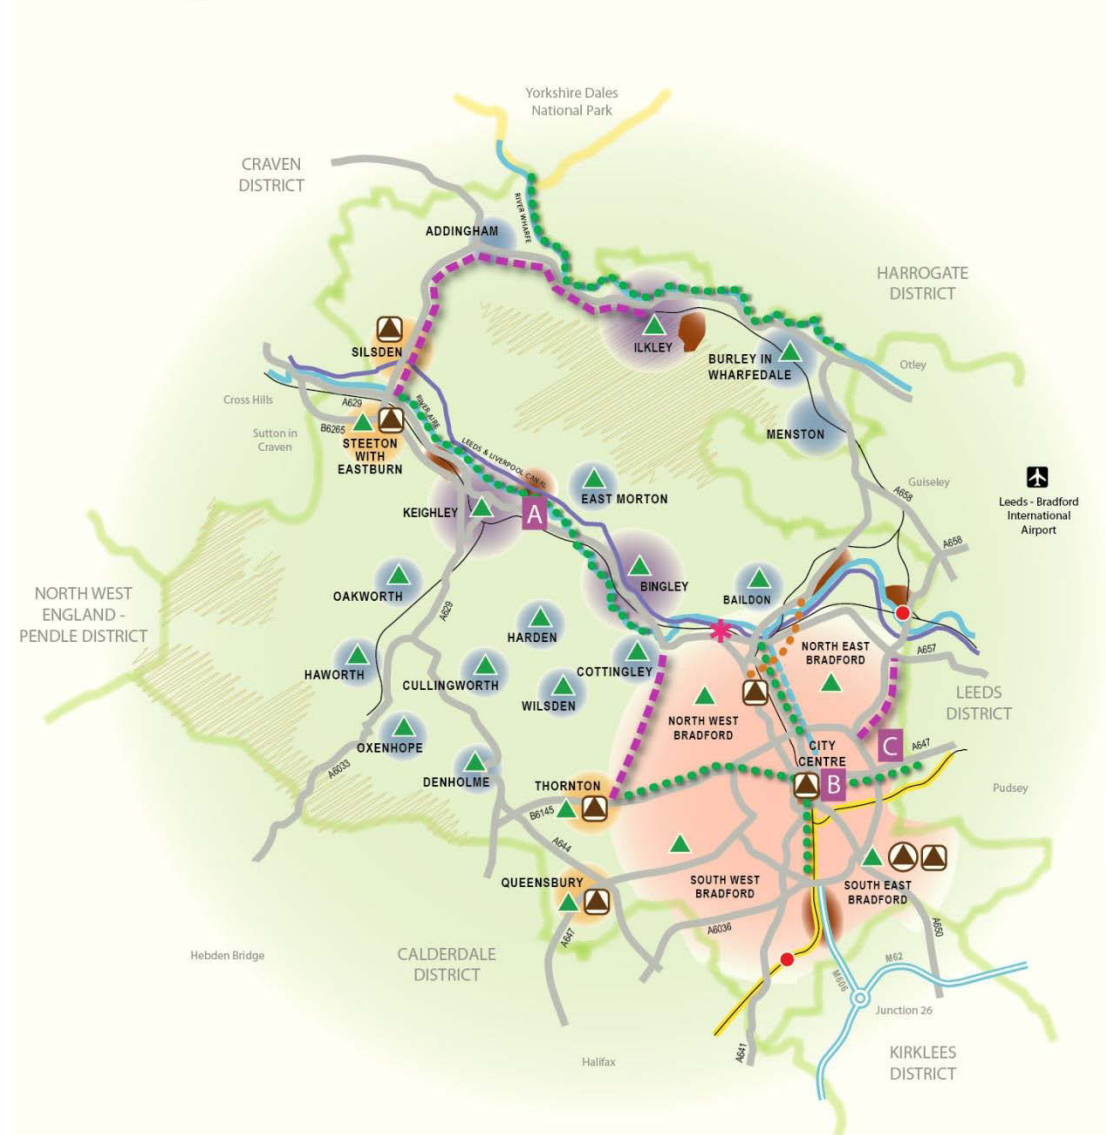 Yorkshire Dales
National Park
CRAVEN
DISTRICT
RIVER WHARFE
ADDINGHAM
HARROGATE
DISTRICT
SILSDEN
ILKLEY
BURLEY IN
WHARFEDALE
Otley
Cross Hills
A629
RIVER AIRE
B6265
Sutton in
Craven
STEETON
WITH
EASTBURN
MENSTON
LEEDS & LIVERPOOL CANAL
A658
Guiseley
EAST MORTON
KEIGHLEY
A
Leeds - Bradford
International
Airport
A658
BINGLEY
OAKWORTH
BAILDON
NORTH WEST
ENGLAND -
PENDLE DISTRICT
A629
HARDEN
NORTH EAST
BRADFORD
A657
HAWORTH
CULLINGWORTH
COTTINGLEY
WILSDEN
LEEDS
DISTRICT
NORTH WEST
BRADFORD
OXENHOPE
CITY
CENTRE
C
A647
A6033
DENHOLME
THORNTON
B
Pudsey
B6145
A644
QUEENSBURY
SOUTH WEST
BRADFORD
SOUTH EAST
BRADFORD
A647
A6036
A650
Hebden Bridge
CALDERDALE
DISTRICT
M62
M606
Junction 26
A641
Halifax
KIRKLEES
DISTRICT